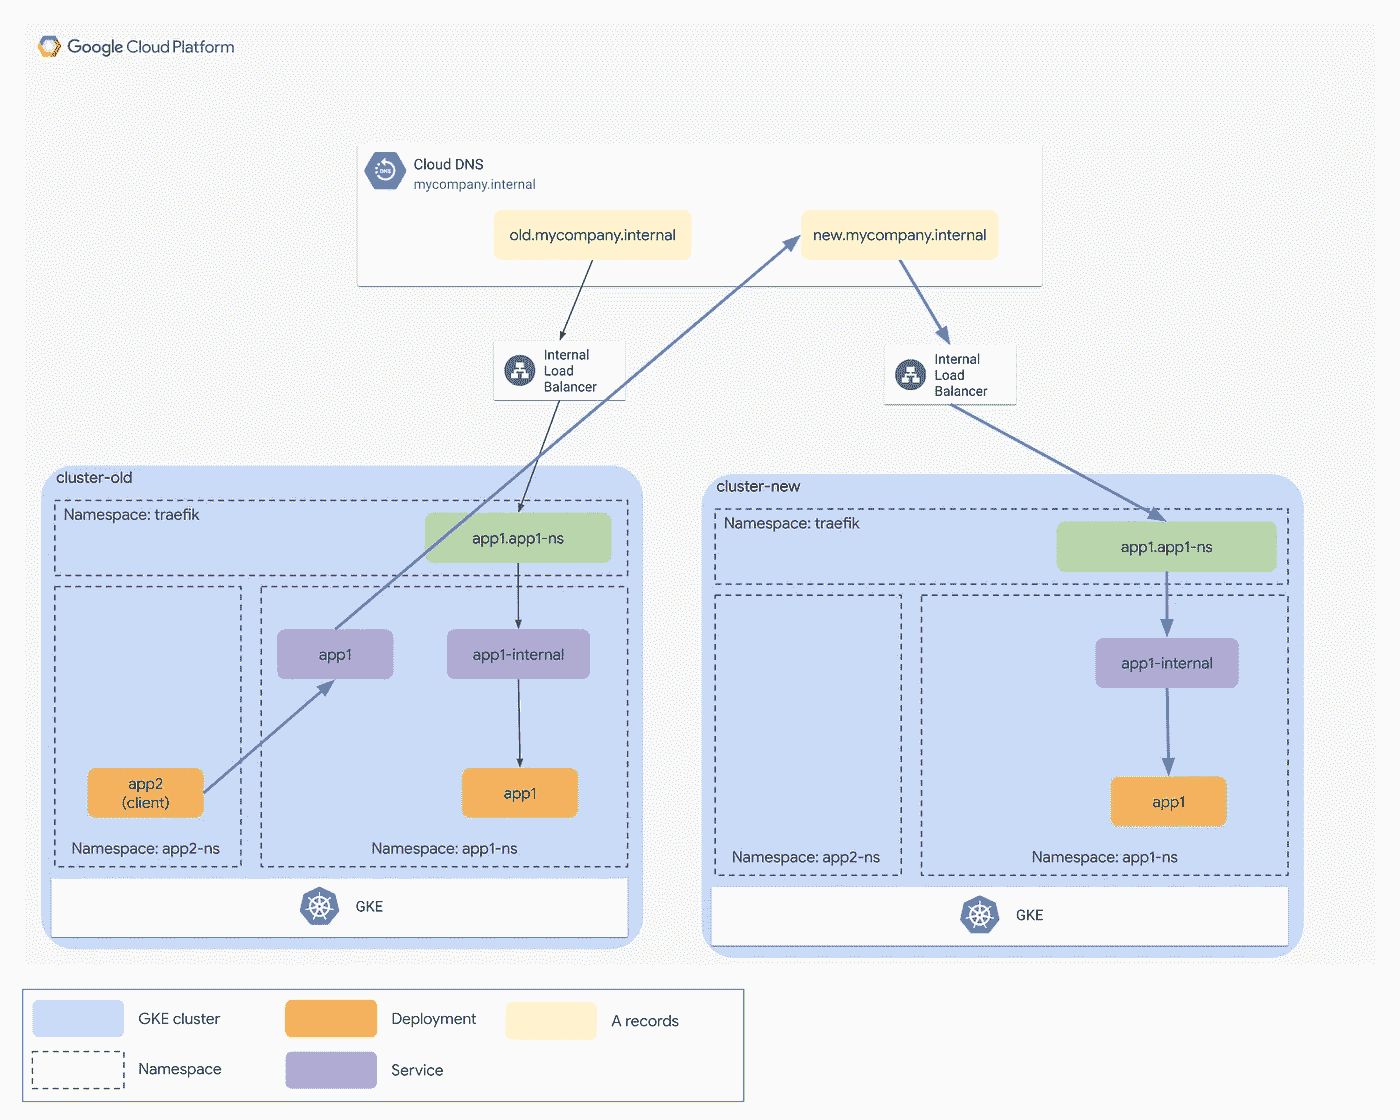 Google Cloud Platform
Cloud DNS
mycompany.internal
old.mycompany.internal
new.mycompany.internal
Internal
Load
Balancer
Internal
Load
Balancer
cluster-old
Namespace: traefik
app1.app1-ns
app1
app1-internal
app2
(client)
app1
Namespace: app2-ns
Namespace: app1-ns
GKE
cluster-new
Namespace: traefik
app1.app1-ns
app1-internal
app1
Namespace: app2-ns
Namespace: app1-ns
GKE
GKE cluster
Deployment
A records
Namespace
Service